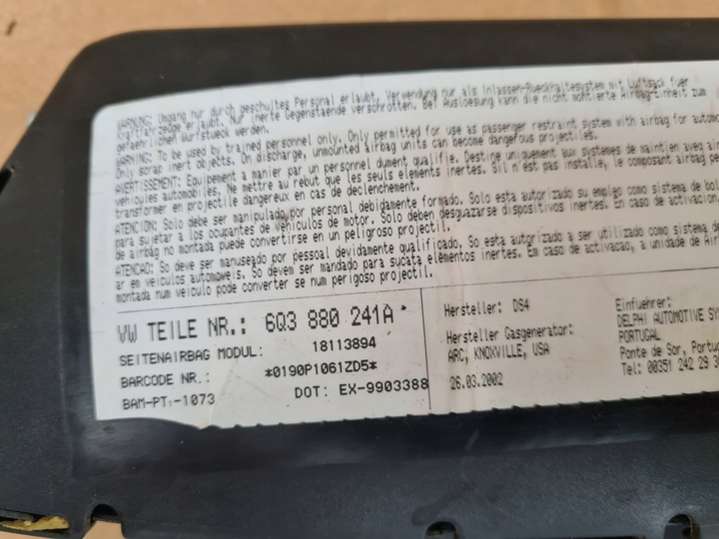 WARNUNG: Umgang nur durch geschultes Personal erlaubt. Verwendung nur als Inlassen-Rueckhaltesystem mit Luftsack fuer
Kraftfahrzeuge erlaubt. Nur inerte Gegenstaende verschrotten. Bei Ausloesung kann die nicht montierte Airbageinheit zum
gefaehrlichen Wurfstueck werden.
WARNING: To be used by trained personnel only. Only permitted for use as passenger restraint system with airbag for automo
Only scrap inert objects. On discharge, unmounted airbag units can become dangerous projectiles.
AVERTISSEMENT: Equipement a manier par un personnel dument qualifie. Destine uniquement aux systemes de maintien avec air
vehicules automobiles. Ne mettre au rebut que les seuls elements inertes. Sil n'est pas installe, le composant airbag se
transformer en projectile dangereux en cas de declenchement.
ATENCION: Solo debe ser manipulado por personal debidamente formado. Solo esta autorizado su empleo como sistema de bol
para sujetar a los ocupantes de vehiculos de motor. Solo deben desguazarse dispositivos inertes. En caso de activacion,
de airbag no montada puede convertirse en un peligroso projectil.
ATENCAO: So deve ser manuseado por pessoal devidamente qualificado. So esta autorizado a ser utilizado como sistema de
ar em veiculos automoveis. So devem ser mandado para sucata elementos inertes. Em caso de activacao, a unidade de Air
montada num veiculo pode converter se num perigoso projectil.
VW TEILE NR.: 6Q3 880 241A
SEITENAIRBAG MODUL: 18113894
BARCODE NR.: *0190P1061ZD5*
BAM-PT.-1073 DOT: EX-9903388
Hersteller: DS4
Hersteller Gasgenerator:
ARC, KNOXVILLE, USA
26.03.2002
Einfuehrer:
DELPHI AUTOMOTIVE SY
PORTUGAL
Ponte de Sor, Portu
Tel: 00351 242 29 3